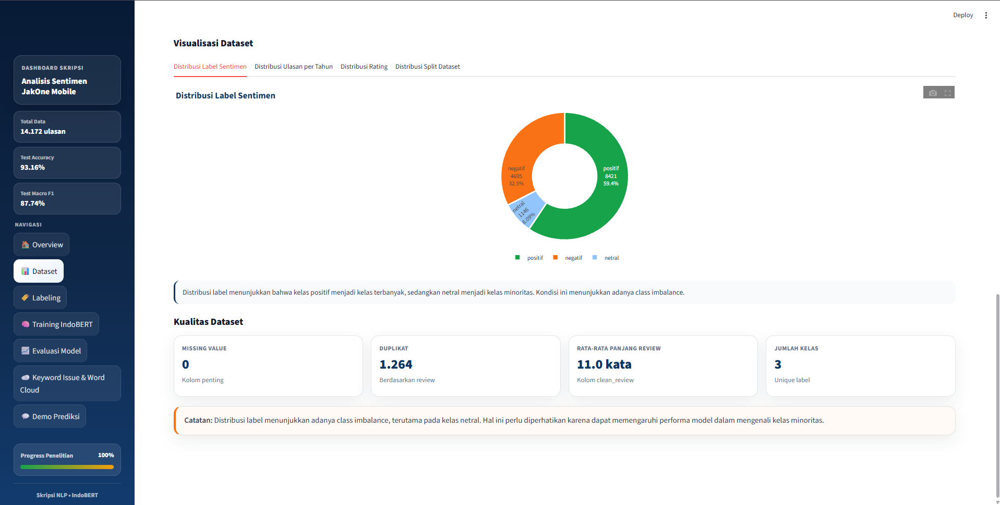 Deploy
DASHBOARD SKRIPSI
Analisis Sentimen
JakOne Mobile
Total Data
14.172 ulasan
Test Accuracy
93.16%
Test Macro F1
87.74%
NAVIGASI
Overview
Dataset
Labeling
Training IndoBERT
Evaluasi Model
Keyword Issue & Word
Cloud
Demo Prediksi
Progress Penelitian 100%
Skripsi NLP • IndoBERT
Visualisasi Dataset
Distribusi Label Sentimen Distribusi Ulasan per Tahun Distribusi Rating Distribusi Split Dataset
Distribusi Label Sentimen
negatif
4605
32.5%
positif
8421
59.4%
netral
1146
8.09%
positif negatif netral
Distribusi label menunjukkan bahwa kelas positif menjadi kelas terbanyak, sedangkan netral menjadi kelas minoritas. Kondisi ini menunjukkan adanya class imbalance.
Kualitas Dataset
MISSING VALUE
0
Kolom penting
DUPLIKAT
1.264
Berdasarkan review
RATA-RATA PANJANG REVIEW
11.0 kata
Kolom clean_review
JUMLAH KELAS
3
Unique label
Catatan: Distribusi label menunjukkan adanya class imbalance, terutama pada kelas netral. Hal ini perlu diperhatikan karena dapat memengaruhi performa model dalam mengenali kelas minoritas.